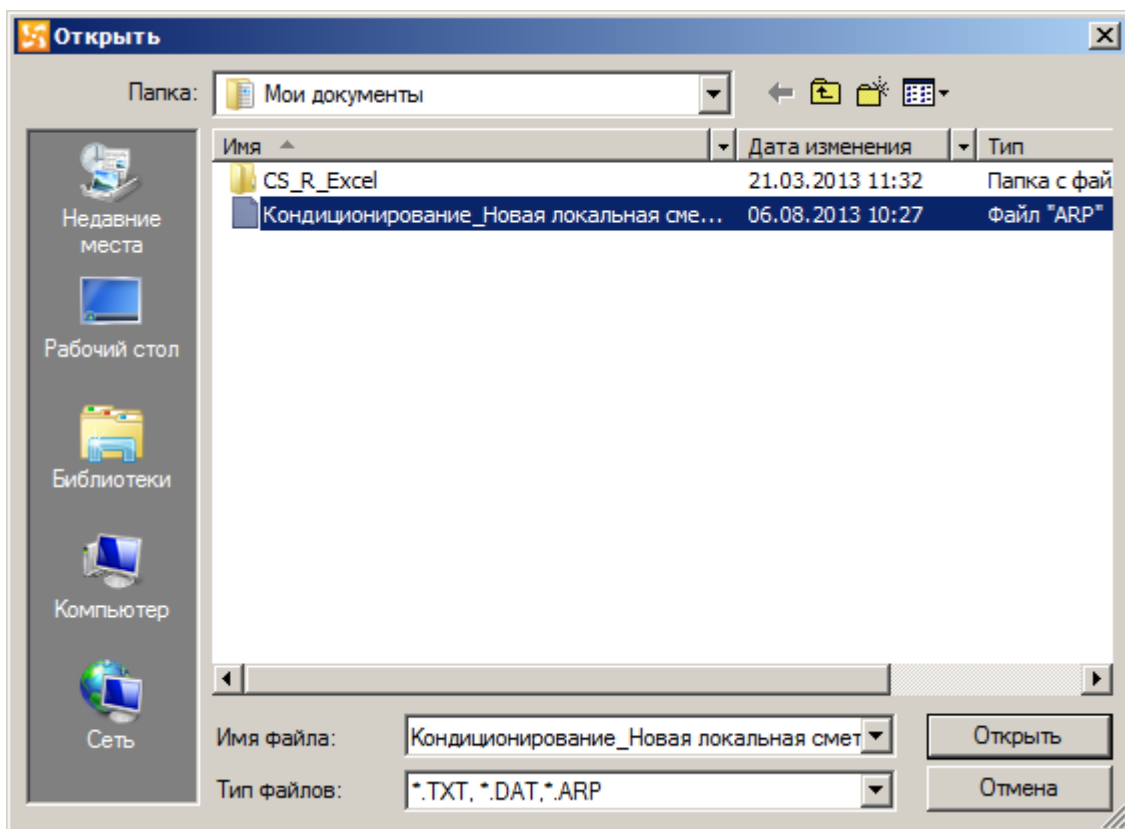 Открыть
Папка: Мои документы
Имя Дата изменения Тип
CS_R_Excel 21.03.2013 11:32 Папка с фай
Кондиционирование_Новая локальная сме... 06.08.2013 10:27 Файл "ARP"
Недавние
места
Рабочий стол
Библиотеки
Компьютер
Сеть
Имя файла: Кондиционирование_Новая локальная смет Открыть
Тип файлов: *.TXT, *.DAT,*.ARP Отмена